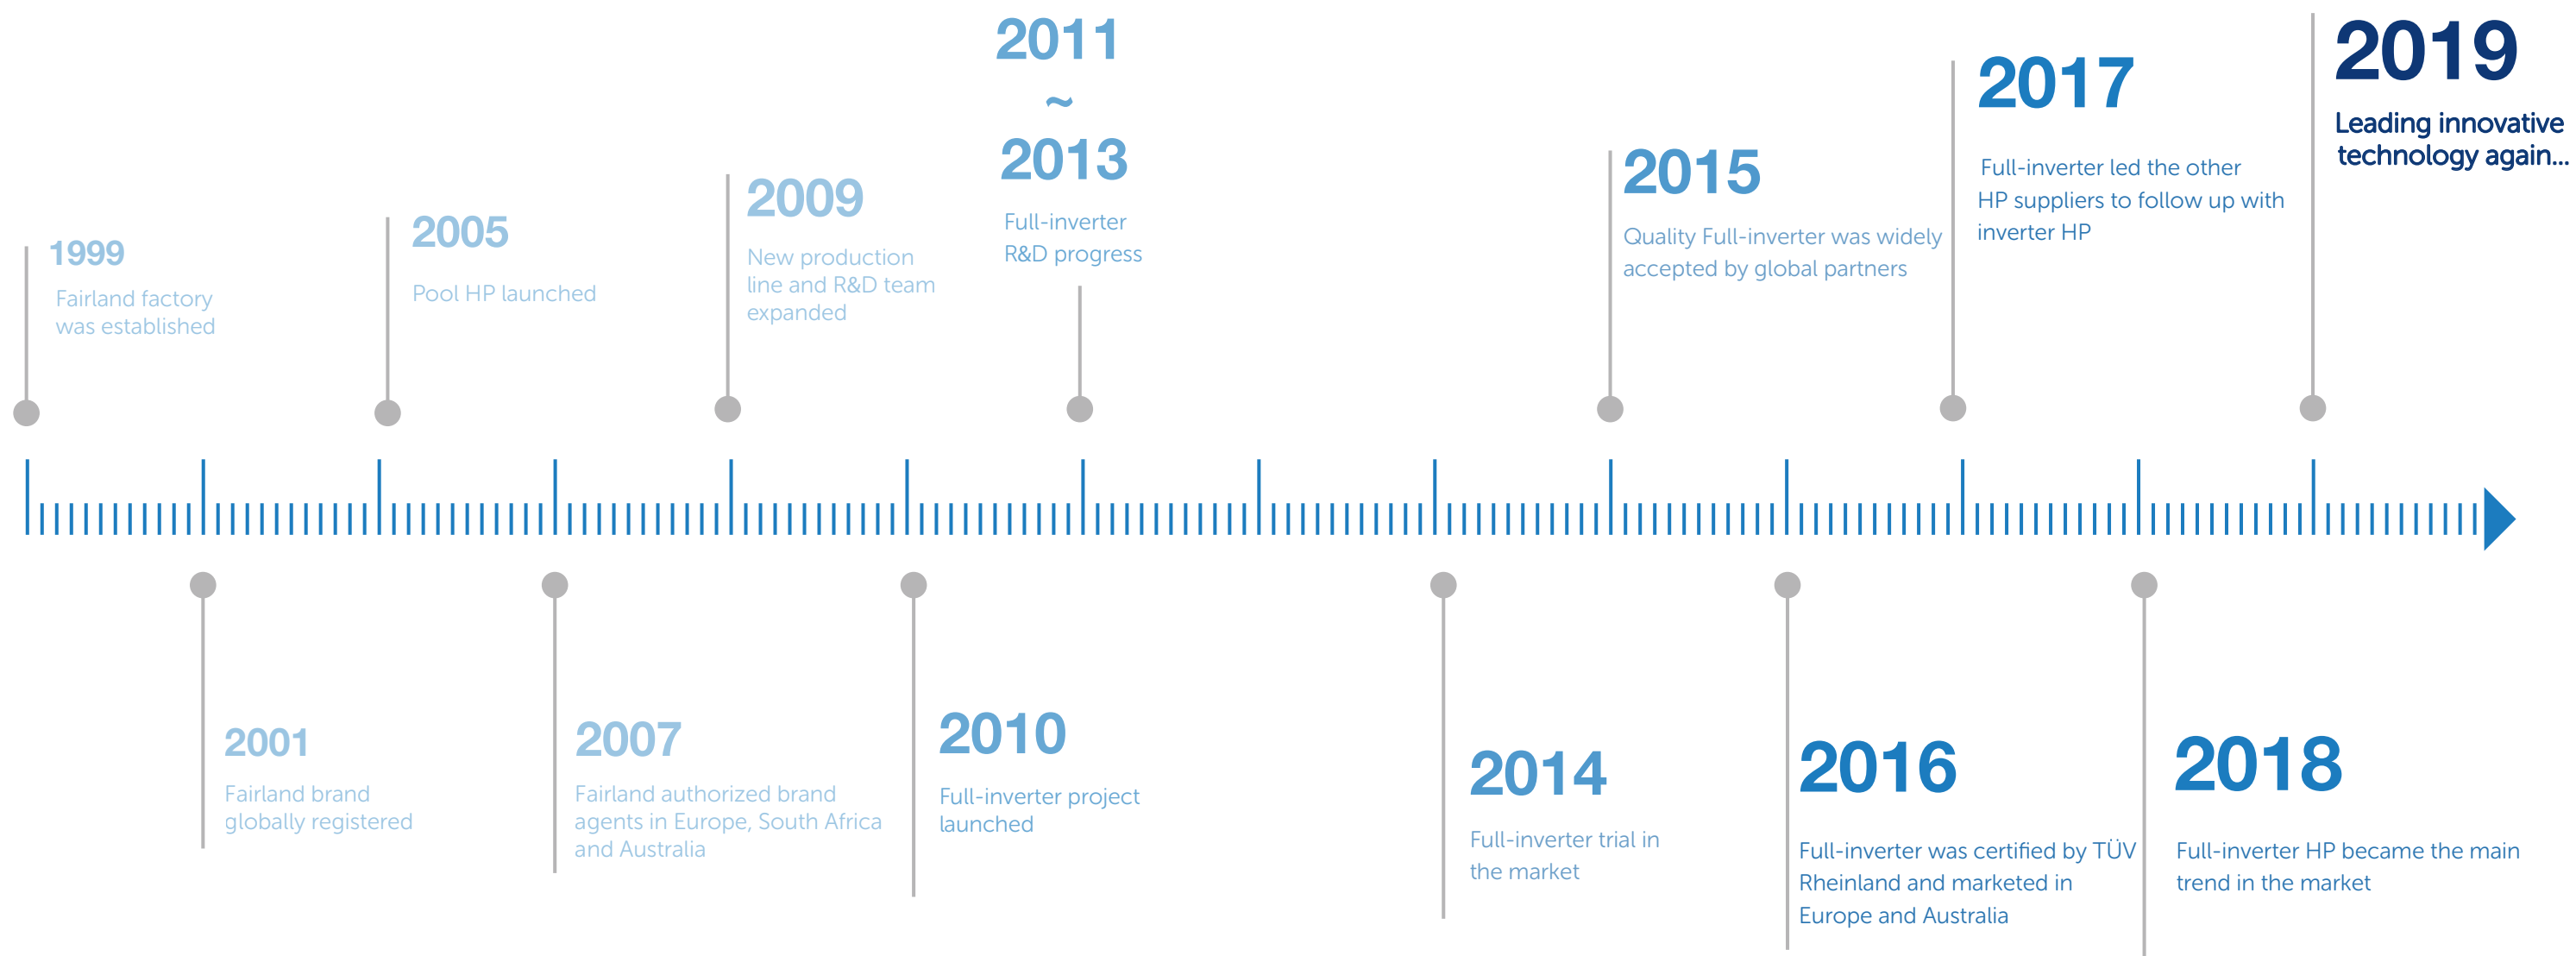 1999
Fairland factory
was established
2001
Fairland brand
globally registered
2005
Pool HP launched
2007
Fairland authorized brand
agents in Europe, South Africa
and Australia
2009
New production
line and R&D team
expanded
2010
Full-inverter project
launched
2011
~
2013
Full-inverter
R&D progress
2014
Full-inverter trial in
the market
2015
Quality Full-inverter was widely
accepted by global partners
2016
Full-inverter was certified by TÜV
Rheinland and marketed in
Europe and Australia
2017
Full-inverter led the other
HP suppliers to follow up with
inverter HP
2018
Full-inverter HP became the main
trend in the market
2019
Leading innovative
technology again...